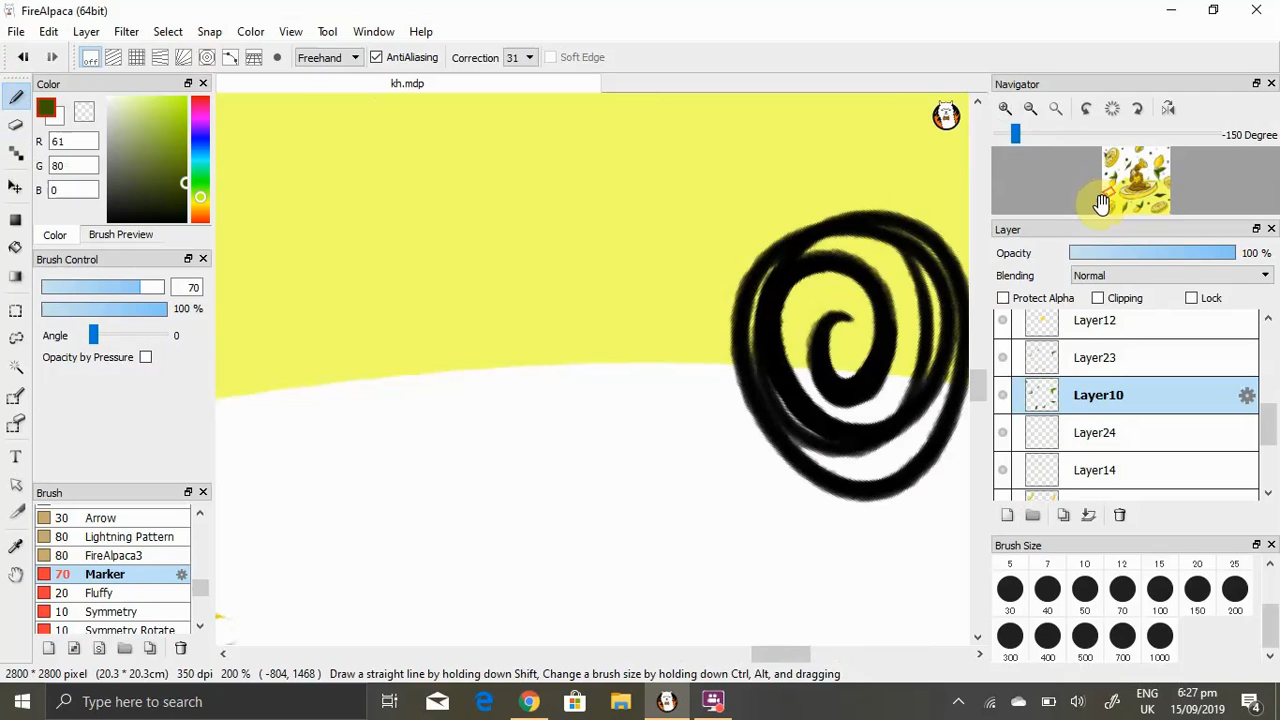 FireAlpaca (64bit)
File Edit Layer Filter Select Snap Color View Tool Window Help
off Freehand AntiAliasing Correction 31 Soft Edge
Color
kh.mdp
Navigator
R 61
G 80
B 0
-150 Degree
Color Brush Preview
Brush Control
70
100 %
Angle 0
Opacity by Pressure
Layer
Opacity 100 %
Blending Normal
Protect Alpha Clipping Lock
Layer12
Layer23
Layer10
Layer24
Layer14
Brush
30 Arrow
80 Lightning Pattern
80 FireAlpaca3
70 Marker
20 Fluffy
10 Symmetry
10 Symmetry Rotate
Brush Size
5 7 10 12 15 20 25
30 40 50 70 100 150 200
300 400 500 700 1000
2800 * 2800 pixel (20.3 * 20.3cm) 350 dpi 200 % (-804, 1468) Draw a straight line by holding down Shift, Change a brush size by holding down Ctrl, Alt, and dragging
Type here to search
ENG
UK
6:27 pm
15/09/2019
4